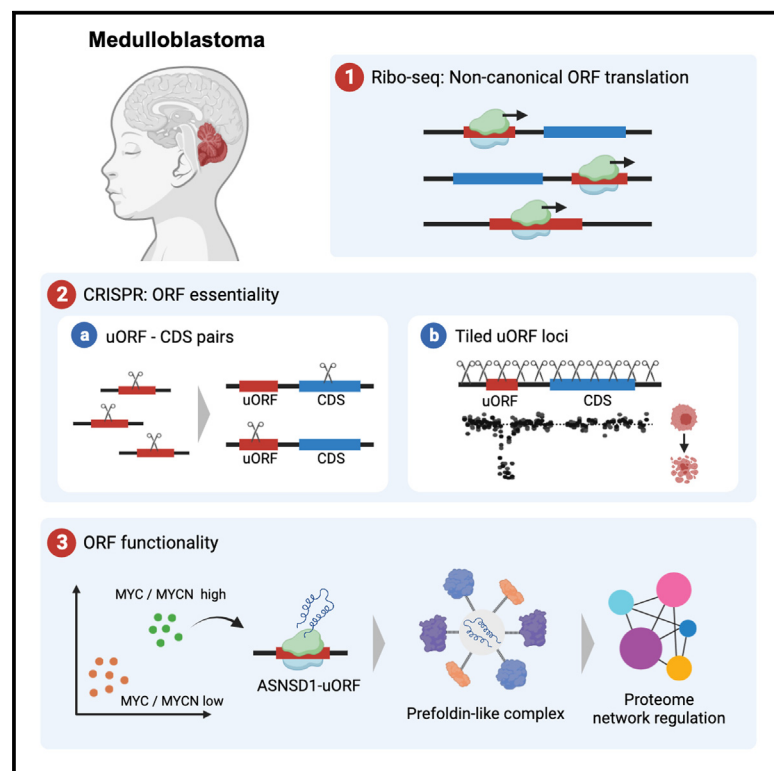 Medulloblastoma
1 Ribo-seq: Non-canonical ORF translation
2 CRISPR: ORF essentiality
a uORF - CDS pairs
uORF CDS
uORF CDS
b Tiled uORF loci
uORF CDS
3 ORF functionality
MYC / MYCN high
MYC / MYCN low
ASNSD1-uORF
Prefoldin-like complex
Proteome
network regulation